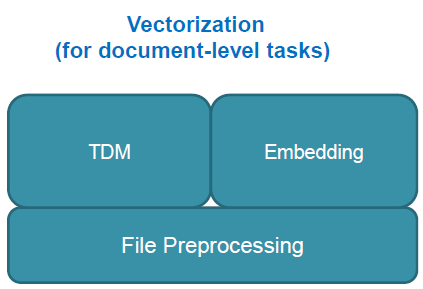 Vectorization
(for document-level tasks)
TDM
Embedding
File Preprocessing